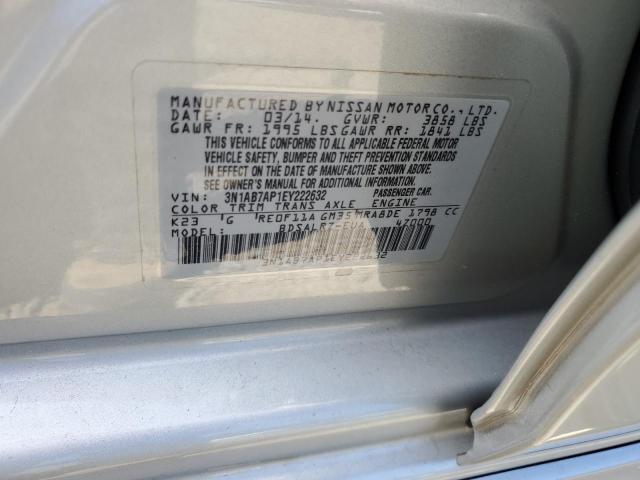 MANUFACTURED BY NISSAN MOTOR CO., LTD.
DATE: 03/14. GVWR: 3858 LBS
GAWR FR: 1995 LBS GAWR RR: 1841 LBS
THIS VEHICLE CONFORMS TO ALL APPLICABLE FEDERAL MOTOR
VEHICLE SAFETY, BUMPER AND THEFT PREVENTION STANDARDS
IN EFFECT ON THE DATE OF MANUFACTURE SHOWN ABOVE.
SEE OWNER'S MANUAL FOR ADDITIONAL INFORMATION
VIN: 3N1AB7AP1EY222632 PASSENGER CAR.
COLOR TRIM TRANS AXLE ENGINE
K23 G RE0F11A GM35 MRA8DE 1798 CC
47000
3N1AB7AP1EY222632